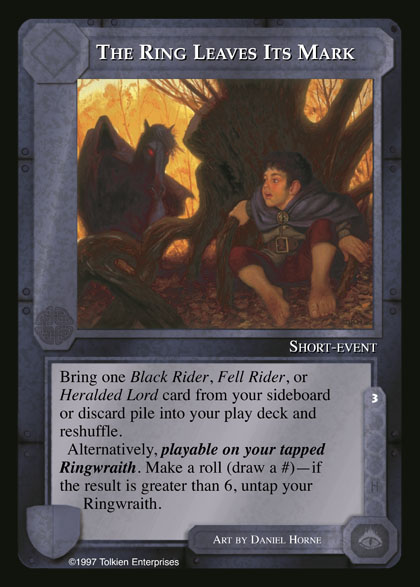 The Ring Leaves Its Mark
Short-event
Bring one Black Rider, Fell Rider, or
Heralded Lord card from your sideboard
or discard pile into your play deck and
reshuffle.
Alternatively, playable on your tapped
Ringwraith. Make a roll (draw a #)—if
the result is greater than 6, untap your
Ringwraith.
3
Art by Daniel Horne
©1997 Tolkien Enterprises